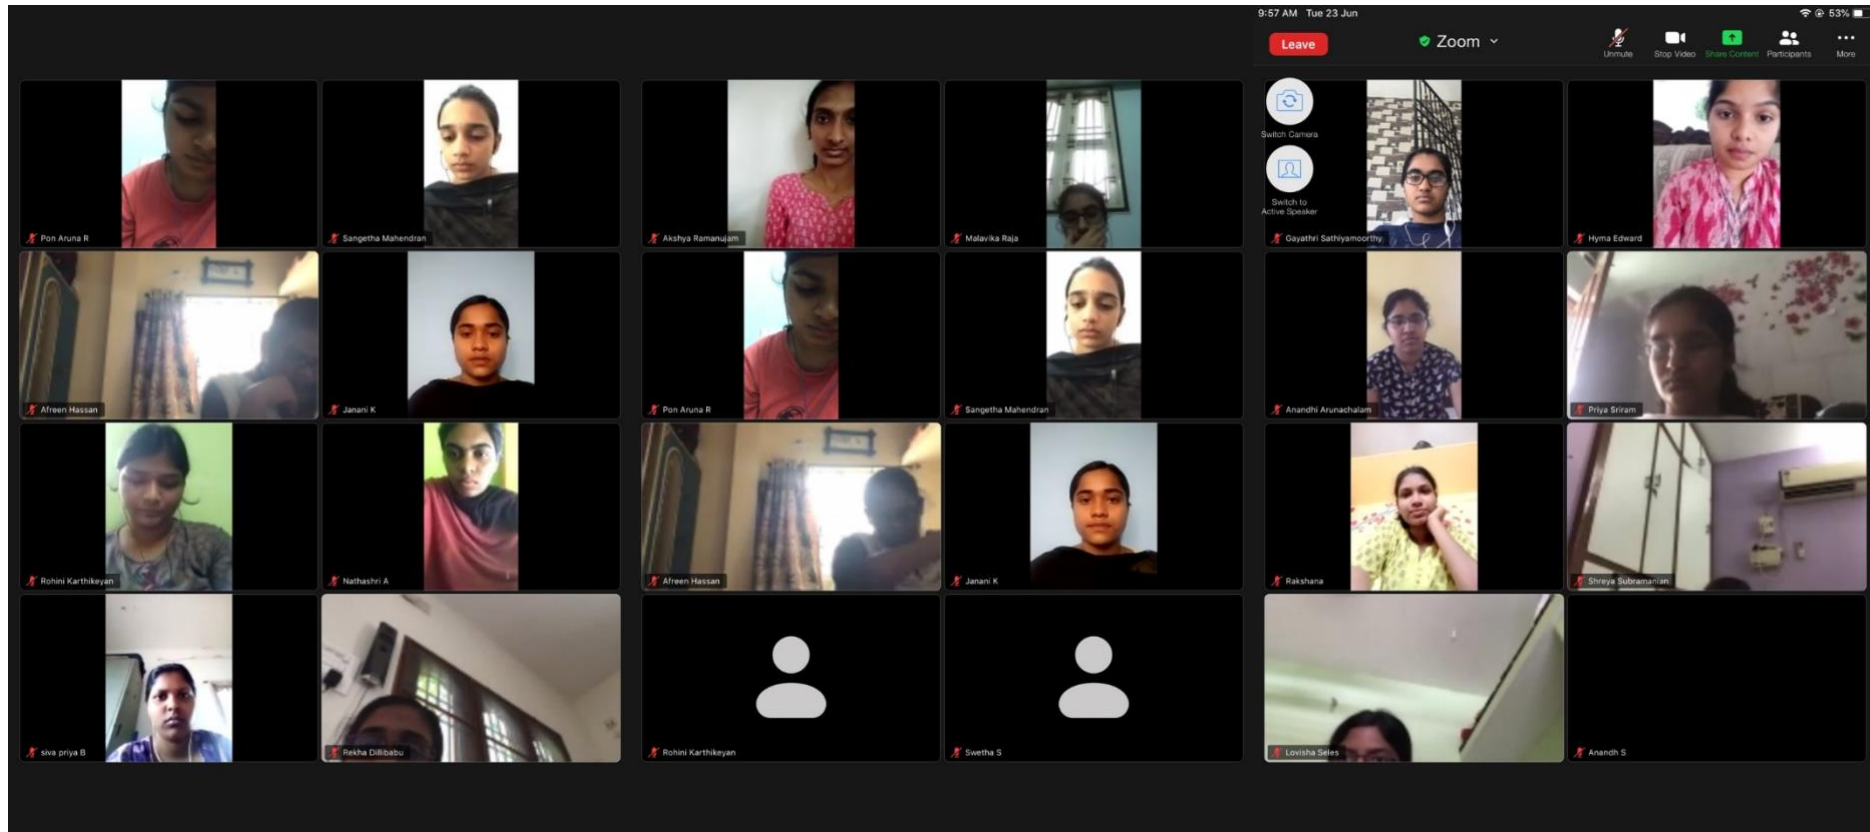 9:57 AM Tue 23 Jun
53%
Leave
Zoom
Unmute
Stop Video
Share Content
Participants
More
Switch Camera
Switch to
Active Speaker
Pon Aruna R
Sangetha Mahendran
Akshya Ramanujam
Malavika Raja
Gayathri Sathiyamoorthy
Hyma Edward
Afreen Hassan
Janani K
Pon Aruna R
Sangetha Mahendran
Anandhi Arunachalam
Priya Sriram
Rohini Karthikeyan
Nathashri A
Afreen Hassan
Janani K
Rakshana
Shreya Subramanian
siva priya B
Rekha Dillibabu
Rohini Karthikeyan
Swetha S
Lovisha Seles
Anandh S